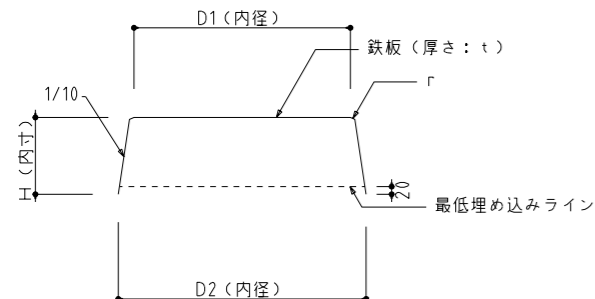 D1（内径）
鉄板（厚さ：t）
r
1/10
H（内寸）
20
最低埋め込みライン
D2（内径）